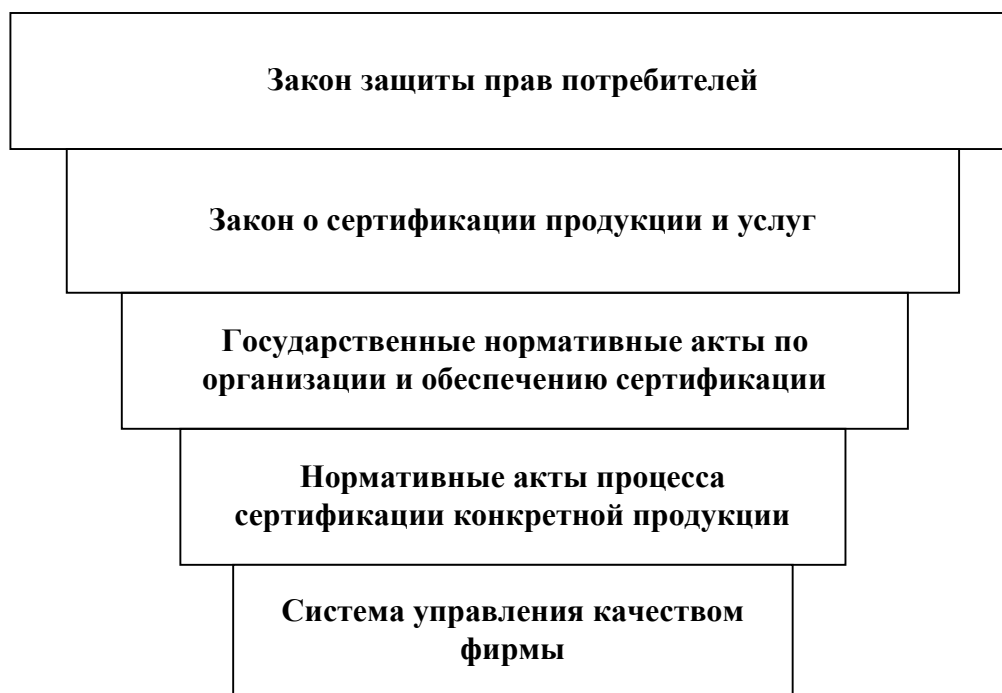 Закон защиты прав потребителей
Закон о сертификации продукции и услуг
Государственные нормативные акты по
организации и обеспечению сертификации
Нормативные акты процесса
сертификации конкретной продукции
Система управления качеством
фирмы